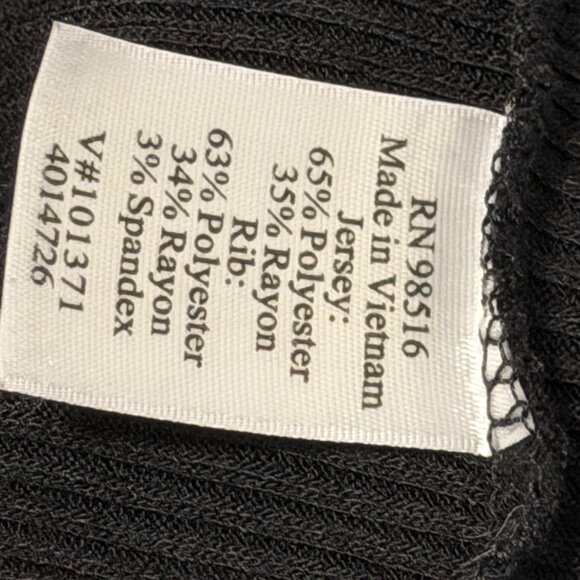 RN 98516
Made in Vietnam
Jersey:
65% Polyester
35% Rayon
Rib:
63% Polyester
34% Rayon
3% Spandex
V#101371
4014726